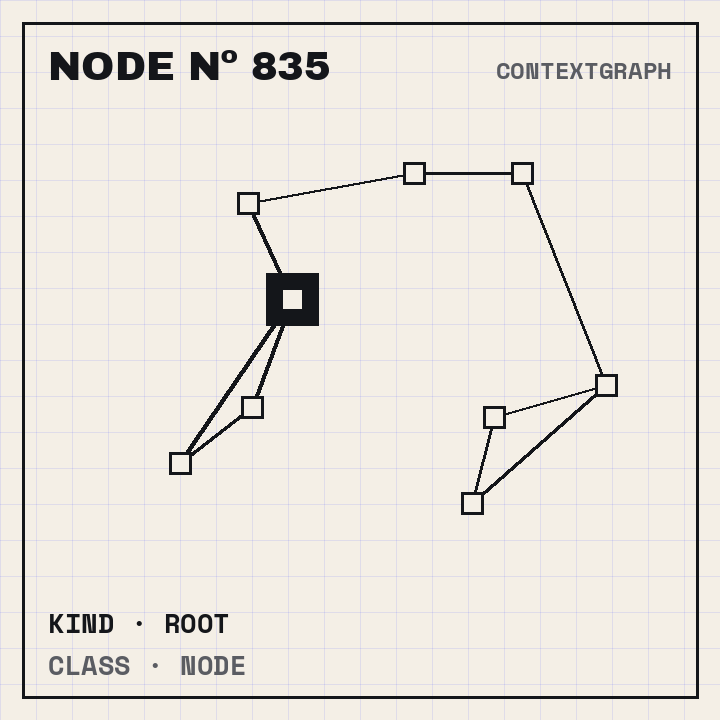 NODE Nº 835
CONTEXTGRAPH
KIND · ROOT
CLASS · NODE